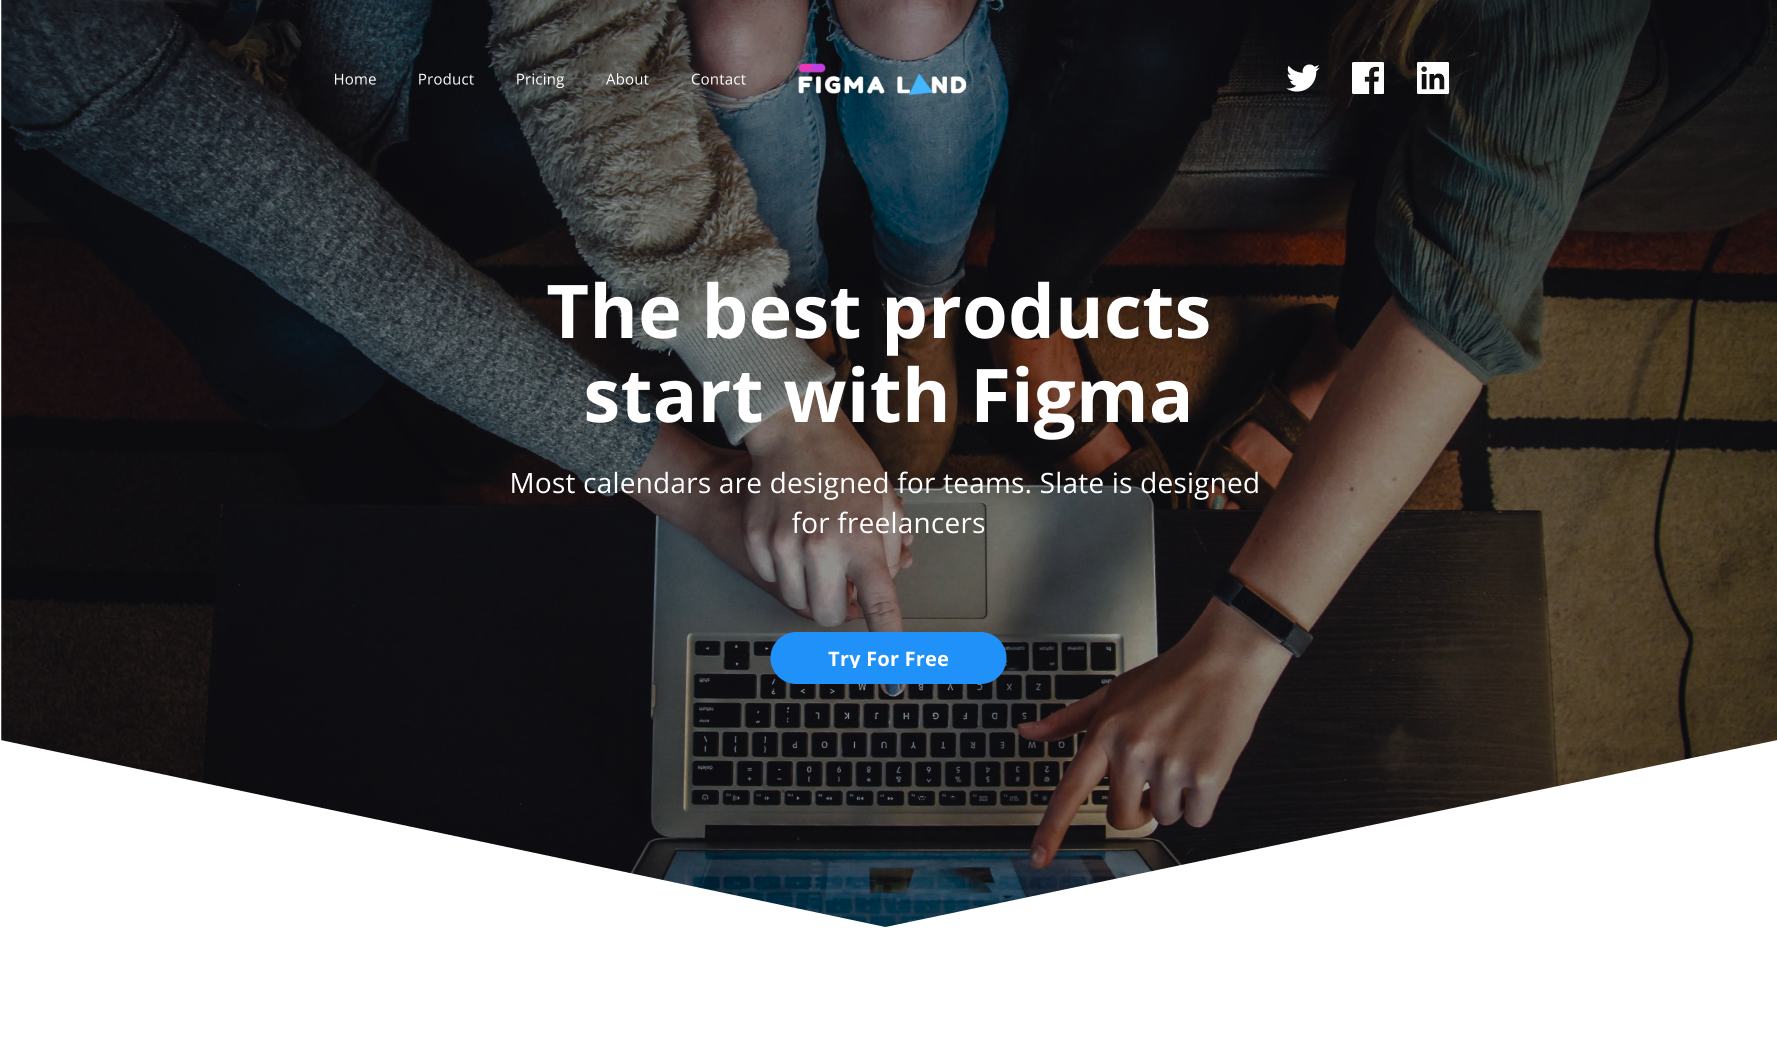 Home Product Pricing About Contact FIGMA LAND
The best products
start with Figma
Most calendars are designed for teams. Slate is designed
for freelancers
Try For Free